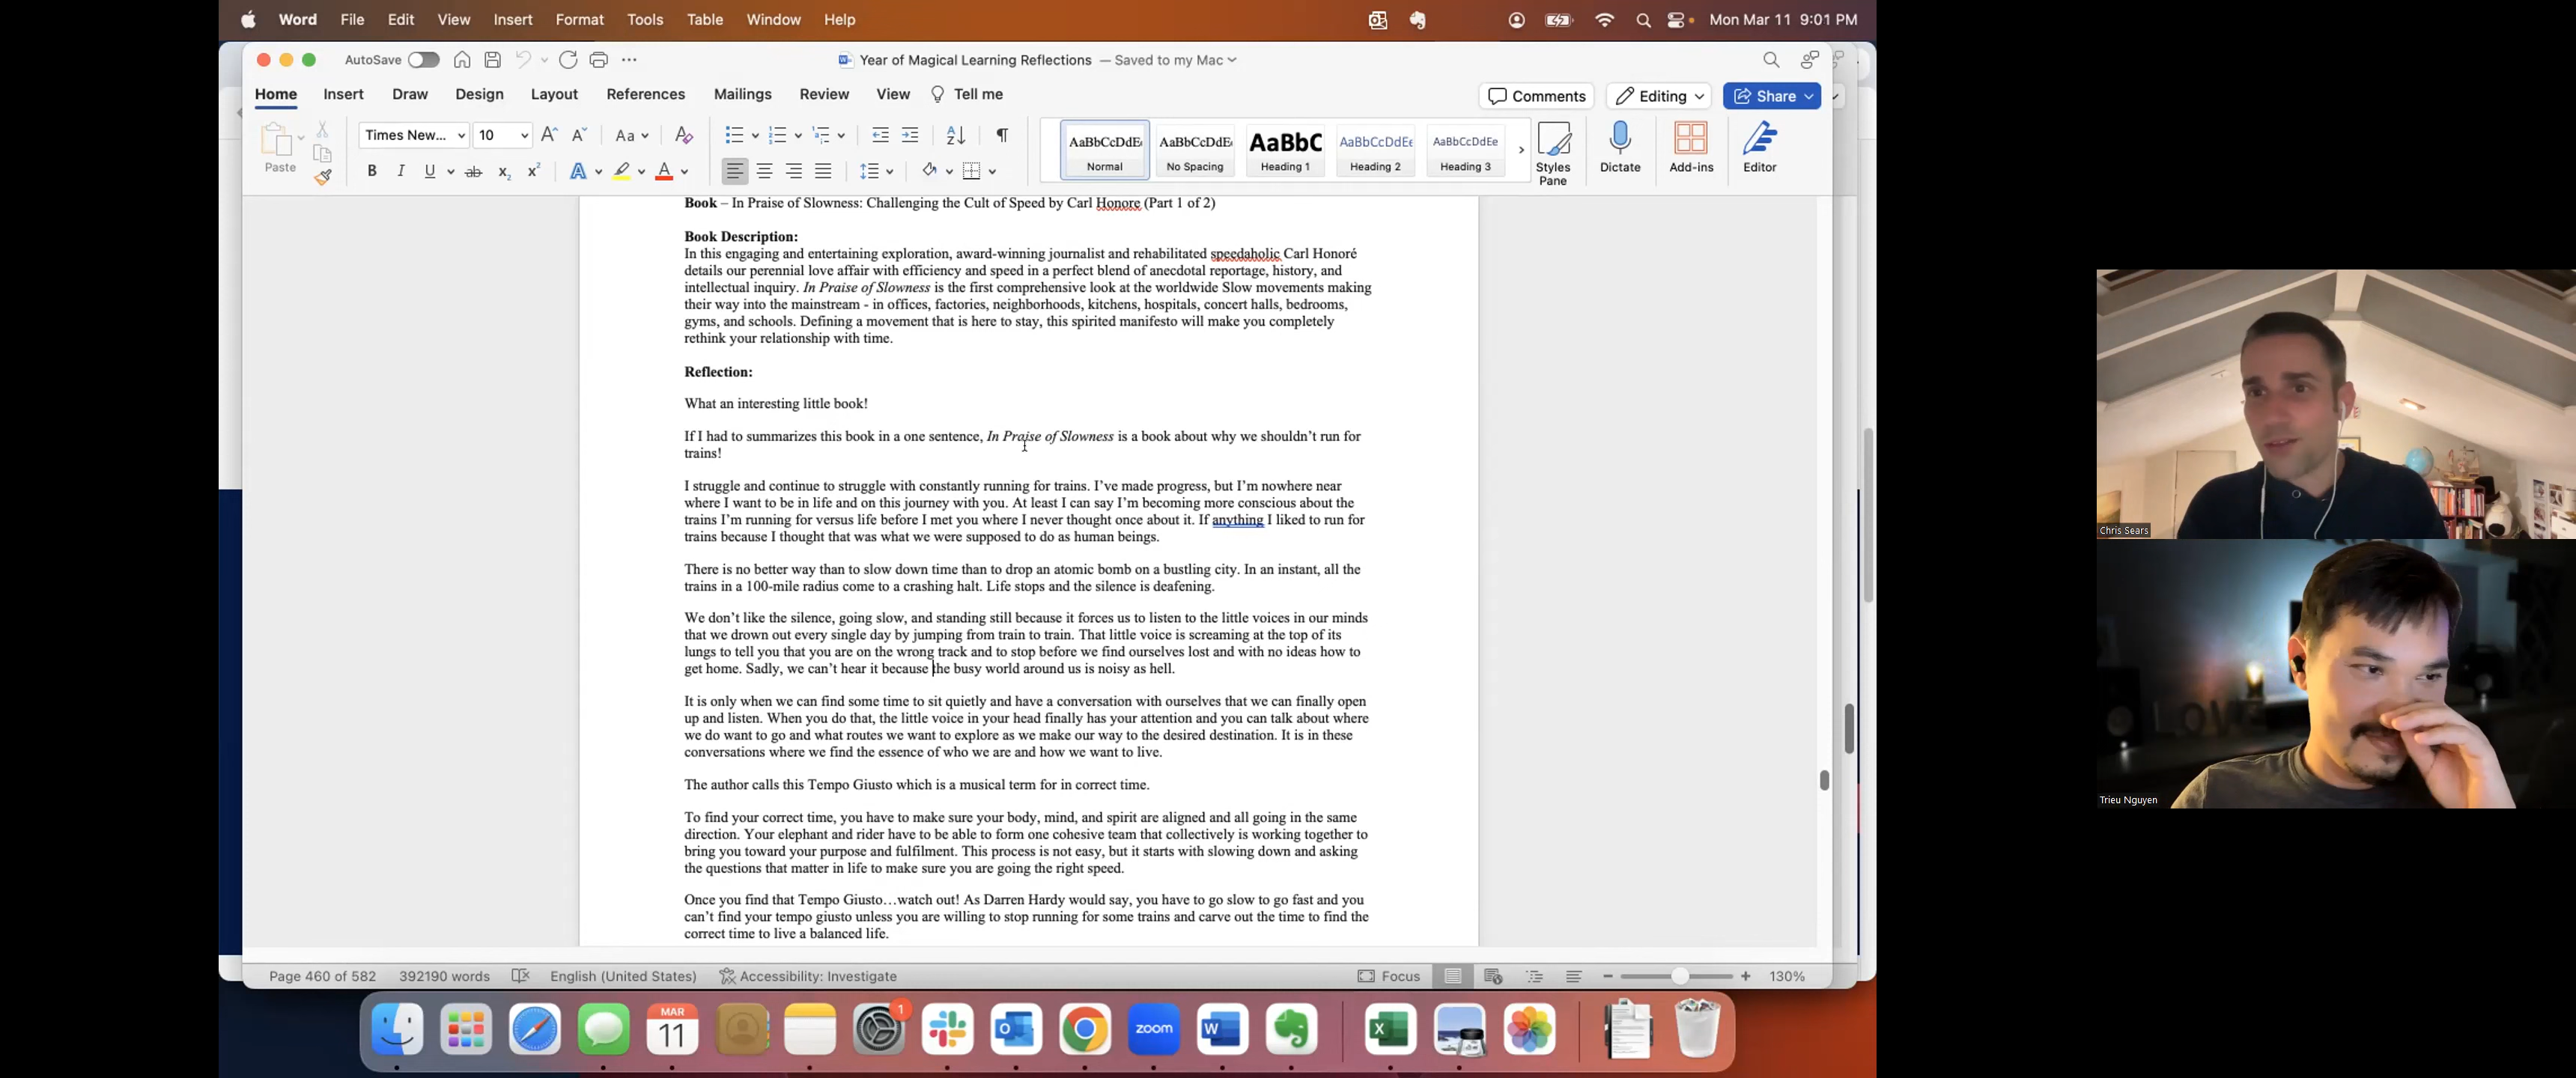 Word File Edit View Insert Format Tools Table Window Help
Mon Mar 11 9:01 PM
AutoSave
Year of Magical Learning Reflections — Saved to my Mac
Home Insert Draw Design Layout References Mailings Review View Tell me
Comments Editing Share
Paste
Times New... 10
Aa
B I U ab x₂ x² A A
AaBbCcDdEe AaBbCcDdEe AaBbC AaBbCcDdEe AaBbCcDdEe
Normal No Spacing Heading 1 Heading 2 Heading 3
Styles Pane
Dictate Add-ins Editor
Book – In Praise of Slowness: Challenging the Cult of Speed by Carl Honore (Part 1 of 2)
Book Description:
In this engaging and entertaining exploration, award-winning journalist and rehabilitated speedaholic Carl Honoré
details our perennial love affair with efficiency and speed in a perfect blend of anecdotal reportage, history, and
intellectual inquiry. In Praise of Slowness is the first comprehensive look at the worldwide Slow movements making
their way into the mainstream - in offices, factories, neighborhoods, kitchens, hospitals, concert halls, bedrooms,
gyms, and schools. Defining a movement that is here to stay, this spirited manifesto will make you completely
rethink your relationship with time.
Reflection:
What an interesting little book!
If I had to summarizes this book in a one sentence, In Praise of Slowness is a book about why we shouldn’t run for
trains!
I struggle and continue to struggle with constantly running for trains. I’ve made progress, but I’m nowhere near
where I want to be in life and on this journey with you. At least I can say I’m becoming more conscious about the
trains I’m running for versus life before I met you where I never thought once about it. If anything I liked to run for
trains because I thought that was what we were supposed to do as human beings.
There is no better way than to slow down time than to drop an atomic bomb on a bustling city. In an instant, all the
trains in a 100-mile radius come to a crashing halt. Life stops and the silence is deafening.
We don’t like the silence, going slow, and standing still because it forces us to listen to the little voices in our minds
that we drown out every single day by jumping from train to train. That little voice is screaming at the top of its
lungs to tell you that you are on the wrong track and to stop before we find ourselves lost and with no ideas how to
get home. Sadly, we can’t hear it because the busy world around us is noisy as hell.
It is only when we can find some time to sit quietly and have a conversation with ourselves that we can finally open
up and listen. When you do that, the little voice in your head finally has your attention and you can talk about where
we do want to go and what routes we want to explore as we make our way to the desired destination. It is in these
conversations where we find the essence of who we are and how we want to live.
The author calls this Tempo Giusto which is a musical term for in correct time.
To find your correct time, you have to make sure your body, mind, and spirit are aligned and all going in the same
direction. Your elephant and rider have to be able to form one cohesive team that collectively is working together to
bring you toward your purpose and fulfilment. This process is not easy, but it starts with slowing down and asking
the questions that matter in life to make sure you are going the right speed.
Once you find that Tempo Giusto…watch out! As Darren Hardy would say, you have to go slow to go fast and you
can’t find your tempo giusto unless you are willing to stop running for some trains and carve out the time to find the
correct time to live a balanced life.
Page 460 of 582 392190 words English (United States) Accessibility: Investigate
Focus 130%
MAR
11
1
zoom
Chris Sears
LOVE
Trieu Nguyen